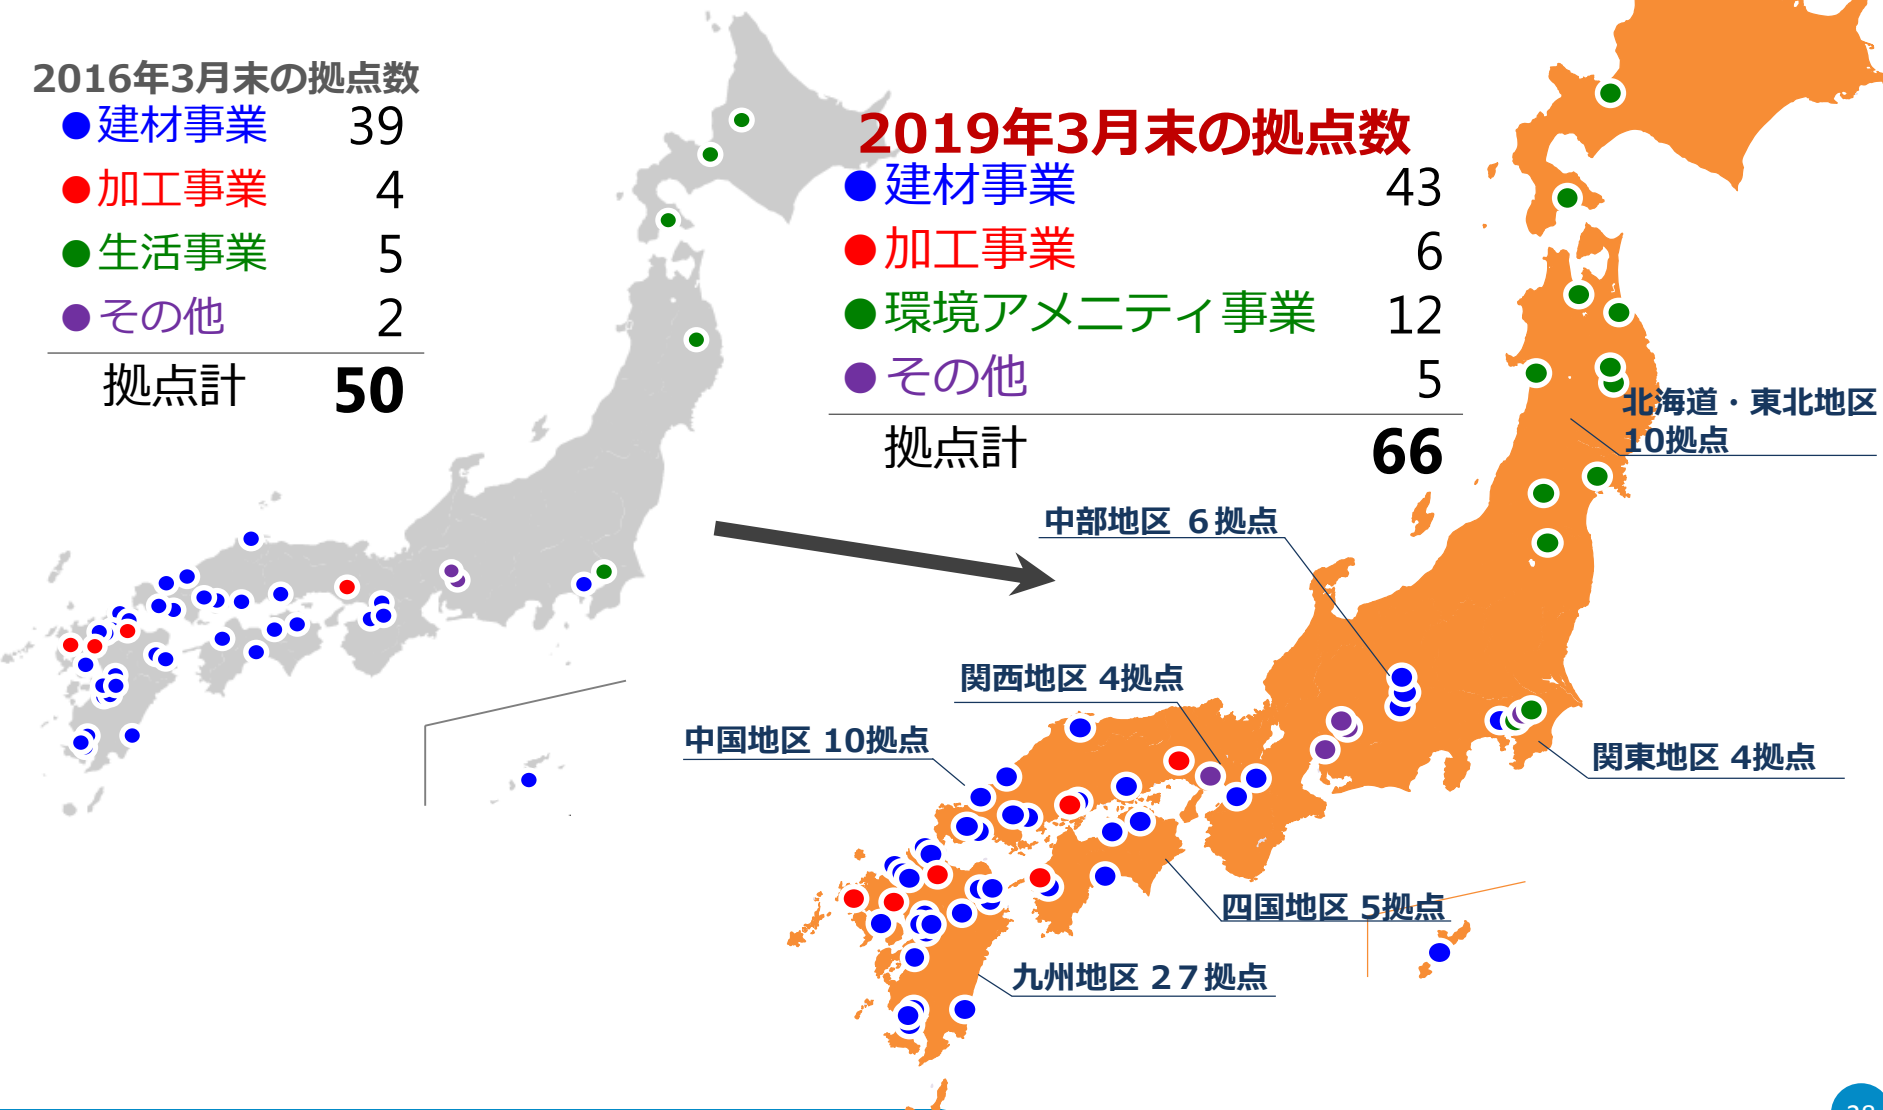 2016年3月末の拠点数
●建材事業 39
●加工事業 4
●生活事業 5
●その他 2
拠点計 50
2019年3月末の拠点数
●建材事業 43
●加工事業 6
●環境アメニティ事業 12
●その他 5
拠点計 66
北海道・東北地区
10拠点
中部地区 ６拠点
関西地区 4拠点
中国地区 10拠点
関東地区 4拠点
四国地区 5拠点
九州地区 ２７拠点